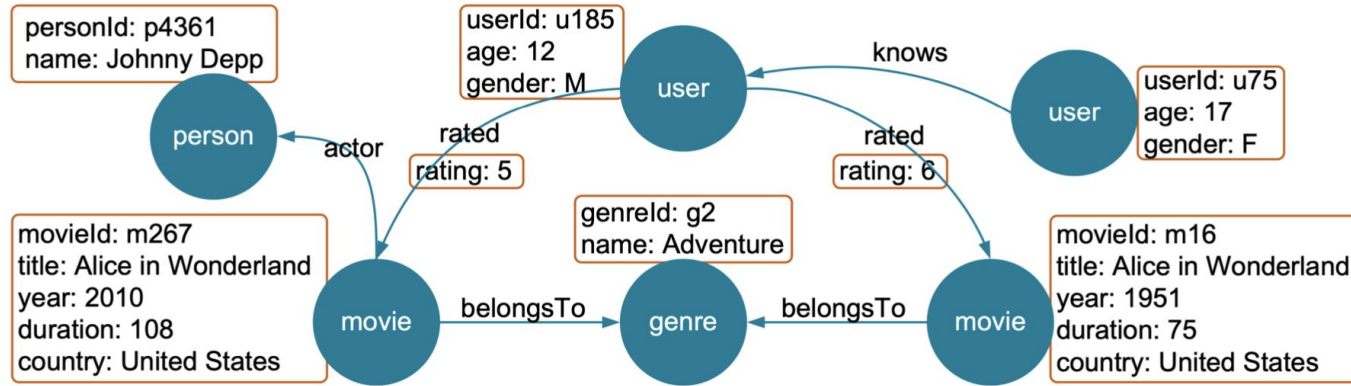 personId: p4361
name: Johnny Depp
person
actor
userId: u185
age: 12
gender: M
user
knows
user
userId: u75
age: 17
gender: F
rated
rating: 5
rated
rating: 6
genreId: g2
name: Adventure
movieId: m267
title: Alice in Wonderland
year: 2010
duration: 108
country: United States
movie
belongsTo
genre
belongsTo
movie
movieId: m16
title: Alice in Wonderland
year: 1951
duration: 75
country: United States